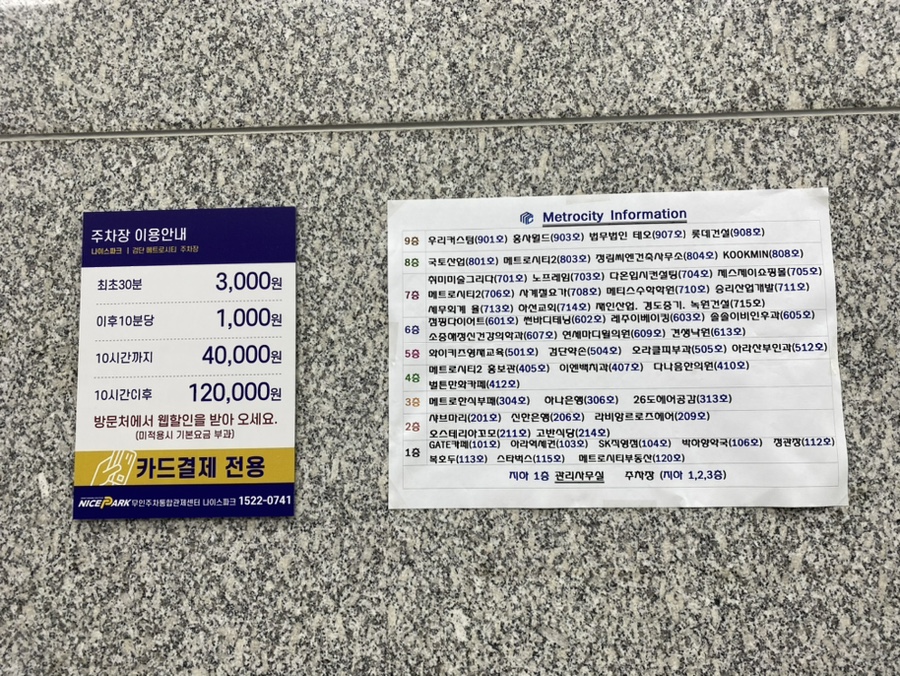 주차장 이용안내
나이스파크 | 검단 메트로시티 주차장
최초30분 3,000원
이후10분당 1,000원
10시간까지 40,000원
10시간이후 120,000원
방문처에서 웹할인을 받아 오세요.
(미적용시 기본요금 부과)
카드결제 전용
NICEPARK 무인주차통합관제센터 나이스파크 1522-0741
Metrocity Information
9층 우리커스텀(901호) 홍사월드(903호) 법무법인 테오(907호) 롯데건설(908호)
8층 국토산업(801호) 메트로시티2(803호) 정림씨엔건축사무소(804호) KOOKMIN(808호)
7층 취미미술그리다(701호) 노프레임(703호) 다온입시컨설팅(704호) 제스제이쇼핑몰(705호)
메트로시티2(706호) 사계절요가(708호) 메티스수학학원(710호) 승리산업개발(711호)
세무회계 율(713호) 하선교회(714호) 재인산업, 경도중기, 녹원건설(715호)
6층 점핑다이어트(601호) 썬바디태닝(602호) 레주이베이킹(603호) 솔솔이비인후과(605호)
소중해정신건강의학과(607호) 연세마디필의원(609호) 견생낙원(613호)
5층 와이키즈영재교육(501호) 검단약손(504호) 오라클피부과(505호) 아라산부인과(512호)
4층 메트로시티2 홍보관(405호) 이엔백치과(407호) 다나음한의원(410호)
벌툰만화카페(412호)
3층 메트로한식부페(304호) 하나은행(306호) 26도헤어공감(313호)
2층 샤브마리(201호) 신한은행(206호) 라비앙르로즈헤어(209호)
오스테리아꼬모(211호) 고반식당(214호)
1층 GATE카페(101호) 아라역세권(103호) SK직영점(104호) 박하향약국(106호) 정관장(112호)
복호두(113호) 스타벅스(115호) 메트로시티부동산(120호)
지하 1층 관리사무실 주차장 (지하 1,2,3층)